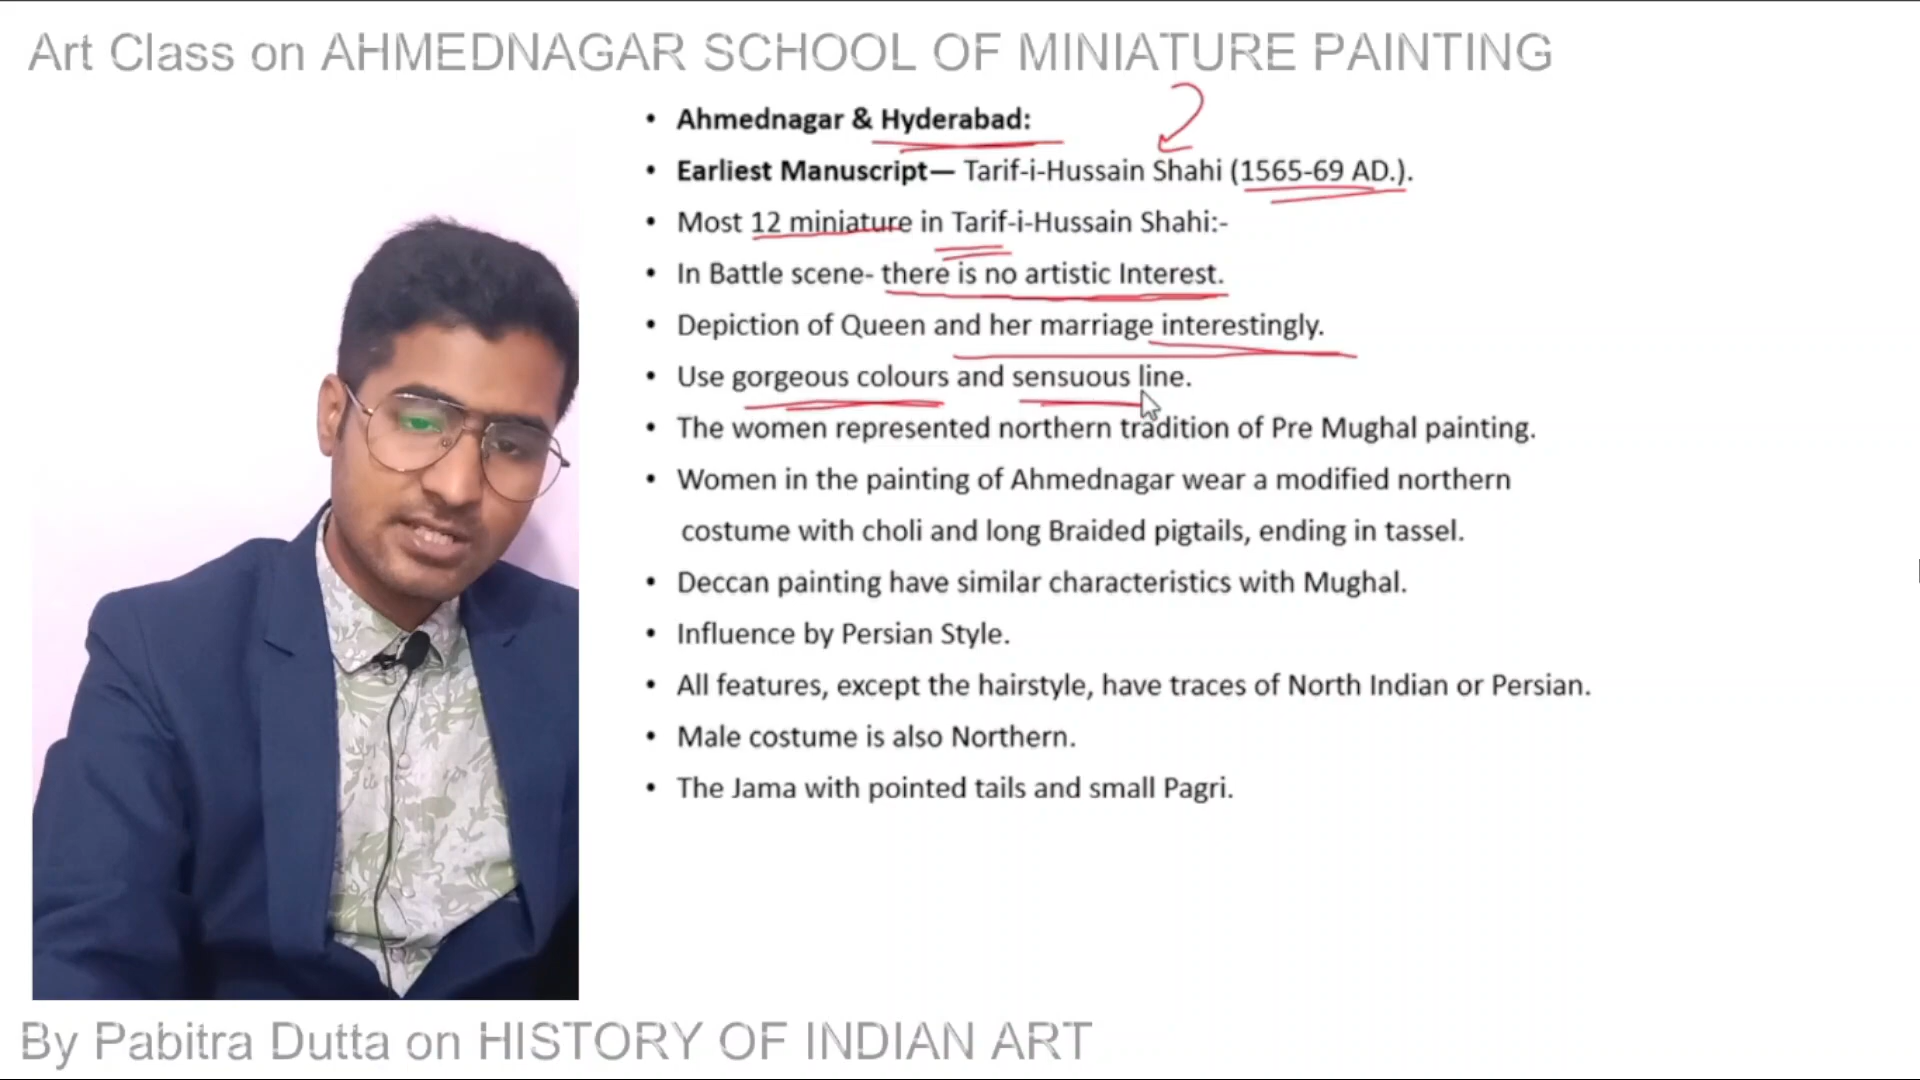 Art Class on AHMEDNAGAR SCHOOL OF MINIATURE PAINTING
• Ahmednagar & Hyderabad:
• Earliest Manuscript— Tarif-i-Hussain Shahi (1565-69 AD.).
• Most 12 miniature in Tarif-i-Hussain Shahi:-
• In Battle scene- there is no artistic Interest.
• Depiction of Queen and her marriage interestingly.
• Use gorgeous colours and sensuous line.
• The women represented northern tradition of Pre Mughal painting.
• Women in the painting of Ahmednagar wear a modified northern
costume with choli and long Braided pigtails, ending in tassel.
• Deccan painting have similar characteristics with Mughal.
• Influence by Persian Style.
• All features, except the hairstyle, have traces of North Indian or Persian.
• Male costume is also Northern.
• The Jama with pointed tails and small Pagri.
By Pabitra Dutta on HISTORY OF INDIAN ART